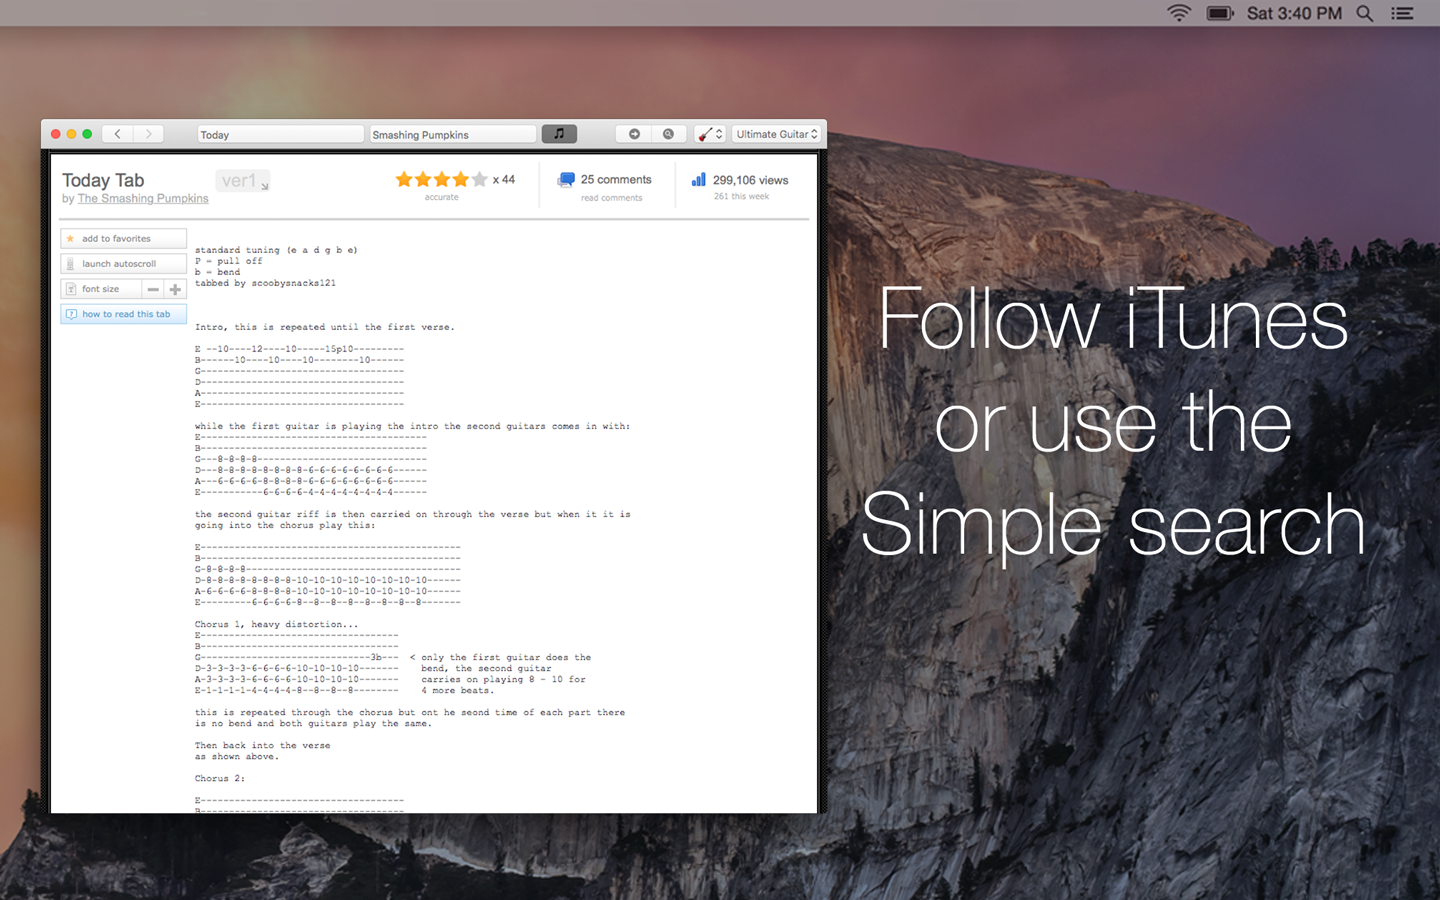 Sat 3:40 PM
Today
Smashing Pumpkins
Ultimate Guitar
Today Tab
ver1
by The Smashing Pumpkins
x 44
accurate
25 comments
read comments
299,106 views
261 this week
add to favorites
launch autoscroll
font size
how to read this tab
standard tuning (e a d g b e)
P = pull off
b = bend
tabbed by scoobysnacks121
Intro, this is repeated until the first verse.
E --10----12----10-----15p10---------
B------10----10----10--------10------
G------------------------------------
D------------------------------------
A------------------------------------
E------------------------------------
while the first guitar is playing the intro the second guitars comes in with:
E----------------------------------------
B----------------------------------------
G---8-8-8-8------------------------------
D---8-8-8-8-8-8-8-8-6-6-6-6-6-6-6-6------
A---6-6-6-6-8-8-8-8-6-6-6-6-6-6-6-6------
E-----------6-6-6-6-4-4-4-4-4-4-4-4------
the second guitar riff is then carried on through the verse but when it it is
going into the chorus play this:
E----------------------------------------------
B----------------------------------------------
G-8-8-8-8--------------------------------------
D-8-8-8-8-8-8-8-8-10-10-10-10-10-10-10-10------
A-6-6-6-6-8-8-8-8-10-10-10-10-10-10-10-10------
E---------6-6-6-6-8--8--8--8--8--8--8--8-------
Chorus 1, heavy distortion...
E-----------------------------------
B-----------------------------------
G------------------------------3b---  < only the first guitar does the
D-3-3-3-3-6-6-6-6-10-10-10-10-------    bend, the second guitar
A-3-3-3-3-6-6-6-6-10-10-10-10-------    carries on playing 8 - 10 for
E-1-1-1-1-4-4-4-4-8--8--8--8--------    4 more beats.
this is repeated through the chorus but ont he seond time of each part there
is no bend and both guitars play the same.
Then back into the verse
as shown above.
Chorus 2:
E------------------------------------
B------------------------------------
Follow iTunes
or use the
Simple search